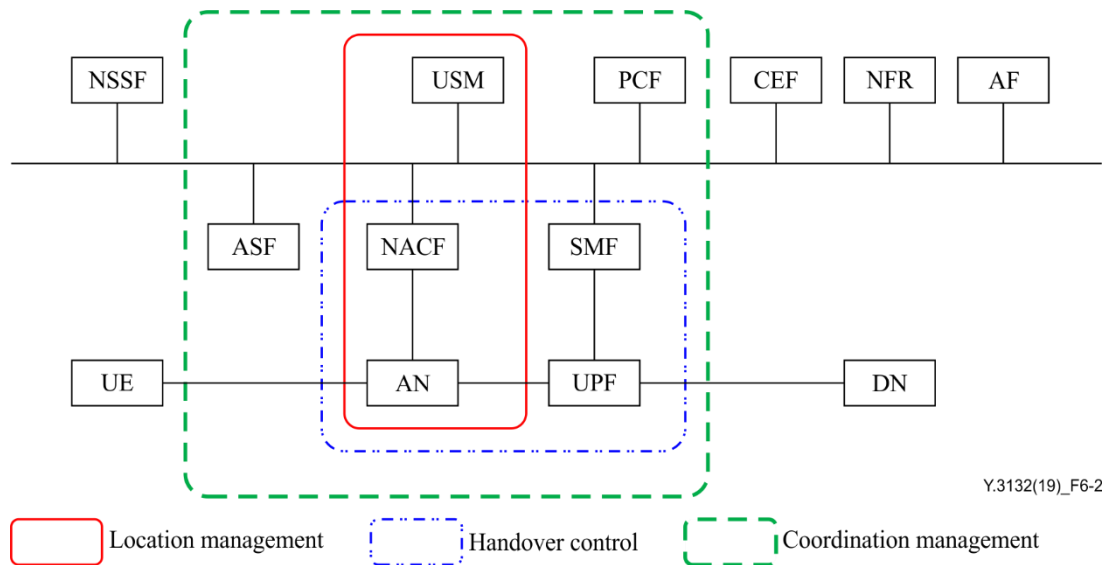 NSSF
USM
PCF
CEF
NFR
AF
ASF
NACF
SMF
UE
AN
UPF
DN
Y.3132(19)_F6-2
Location management
Handover control
Coordination management